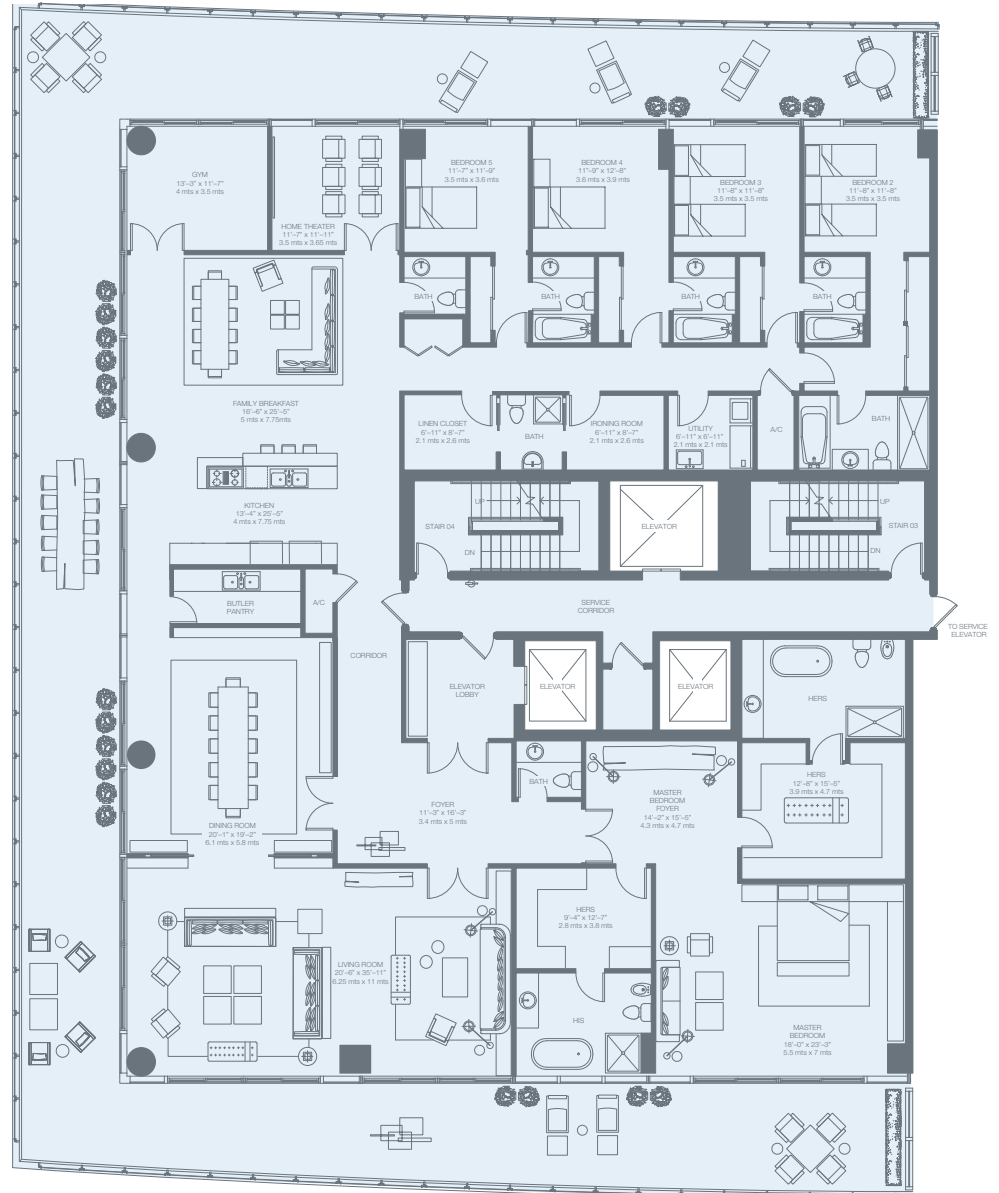 GYM
13'-3" x 11'-7"
4 mts x 3.5 mts
HOME THEATER
11'-7" x 11'-11"
3.5 mts x 3.65 mts
BEDROOM 5
11'-7" x 11'-9"
3.5 mts x 3.6 mts
BEDROOM 4
11'-9" x 12'-8"
3.6 mts x 3.9 mts
BEDROOM 3
11'-8" x 11'-8"
3.5 mts x 3.5 mts
BEDROOM 2
11'-8" x 11'-8"
3.5 mts x 3.5 mts
BATH
BATH
BATH
BATH
FAMILY BREAKFAST
16'-6" x 25'-5"
5 mts x 7.75mts
LINEN CLOSET
6'-11" x 8'-7"
2.1 mts x 2.6 mts
BATH
IRONING ROOM
6'-11" x 8'-7"
2.1 mts x 2.6 mts
UTILITY
6'-11" x 6'-11"
2.1 mts x 2.1 mts
A/C
BATH
KITCHEN
13'-4" x 25'-5"
4 mts x 7.75 mts
UP
STAIR 04
DN
ELEVATOR
UP
STAIR 03
DN
BUTLER
PANTRY
A/C
SERVICE
CORRIDOR
TO SERVICE
ELEVATOR
CORRIDOR
ELEVATOR
LOBBY
ELEVATOR
ELEVATOR
HERS
BATH
MASTER
BEDROOM
FOYER
14'-2" x 15'-5"
4.3 mts x 4.7 mts
HERS
12'-8" x 15'-5"
3.9 mts x 4.7 mts
DINING ROOM
20'-1" x 19'-2"
6.1 mts x 5.8 mts
FOYER
11'-3" x 16'-3"
3.4 mts x 5 mts
HERS
9'-4" x 12'-7"
2.8 mts x 3.8 mts
LIVING ROOM
20'-6" x 35'-11"
6.25 mts x 11 mts
HIS
MASTER
BEDROOM
18'-0" x 23'-3"
5.5 mts x 7 mts